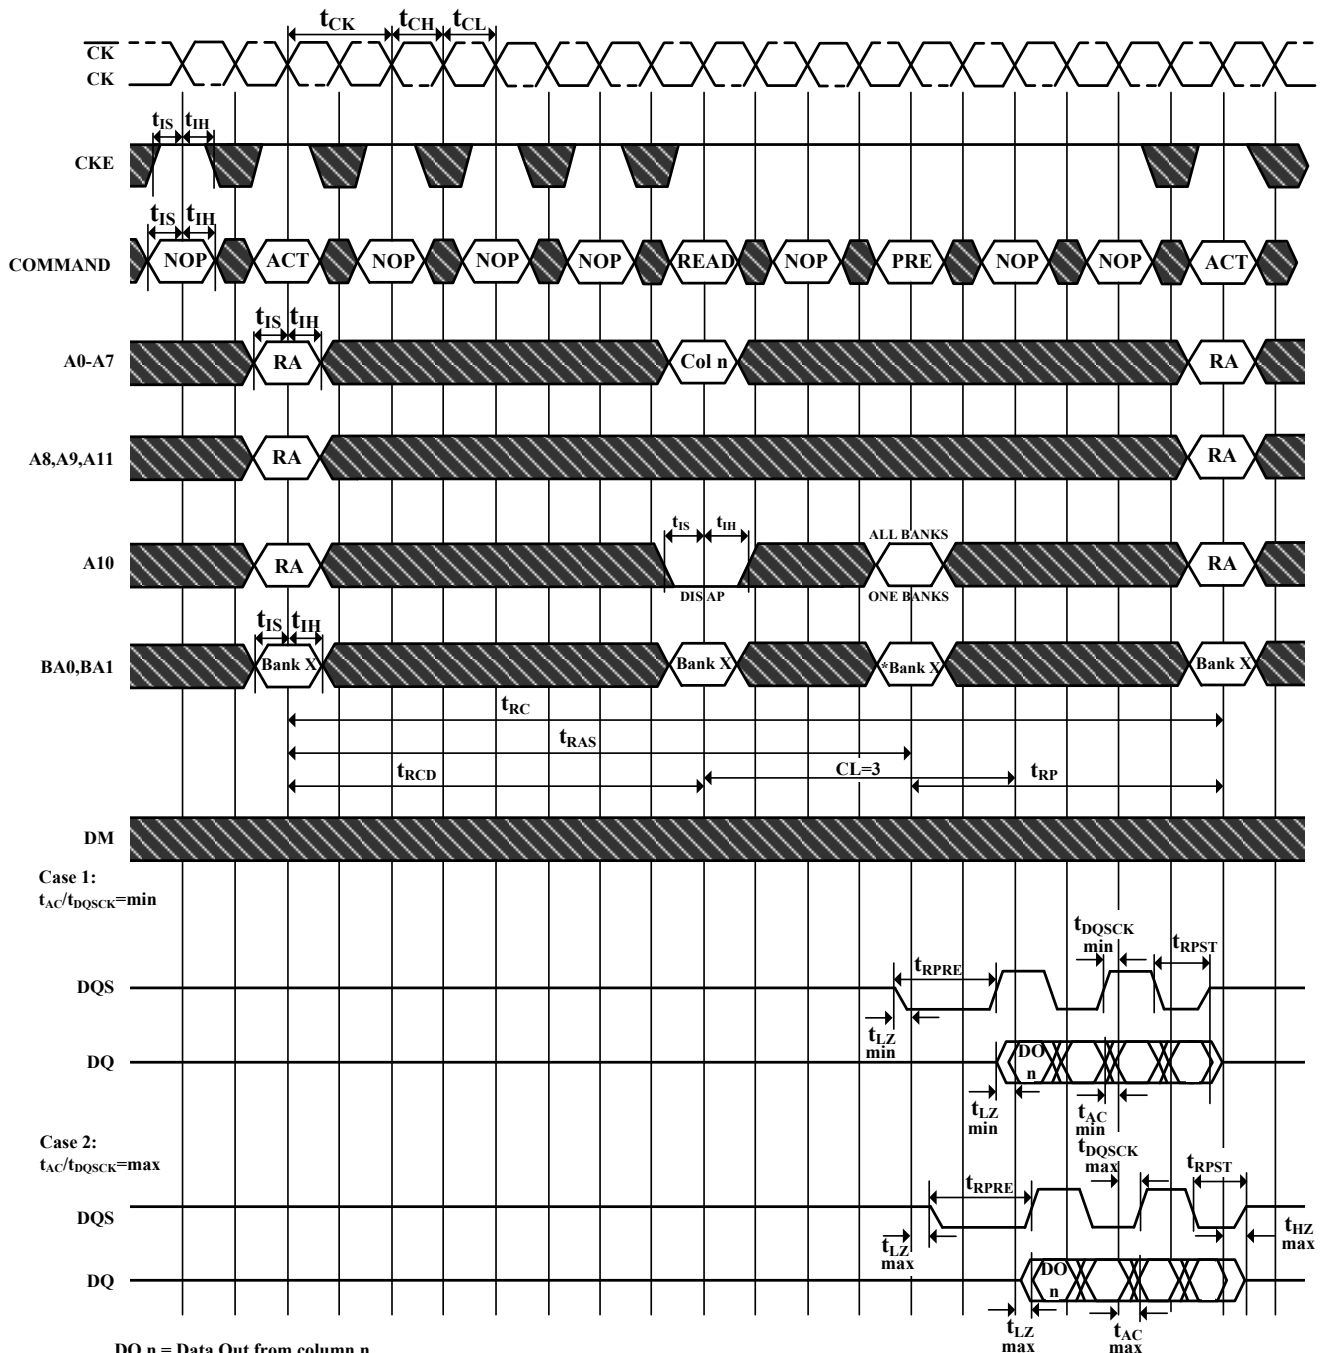 tCK tCH tCL
CK
CK
tIS tIH
CKE
tIS tIH
COMMAND NOP ACT NOP NOP NOP READ NOP PRE NOP NOP ACT
tIS tIH
A0-A7 RA Col n RA
A8,A9,A11 RA RA
tIS tIH ALL BANKS
A10 RA RA
DIS AP ONE BANKS
tIS tIH
BA0,BA1 Bank X Bank X *Bank X Bank X
tRC
tRAS
tRCD CL=3 tRP
DM
Case 1:
tAC/tDQSCK=min
tDQSCK
min
tRPST
tRPRE
DQS
tLZ
min
DQ DO
n
tLZ
min
tAC
min
Case 2:
tAC/tDQSCK=max
tDQSCK
max
tRPST
tRPRE
DQS
tLZ
max
tHZ
max
DQ DO
n
tLZ
max
tAC
max
DO n = Data Out from column n